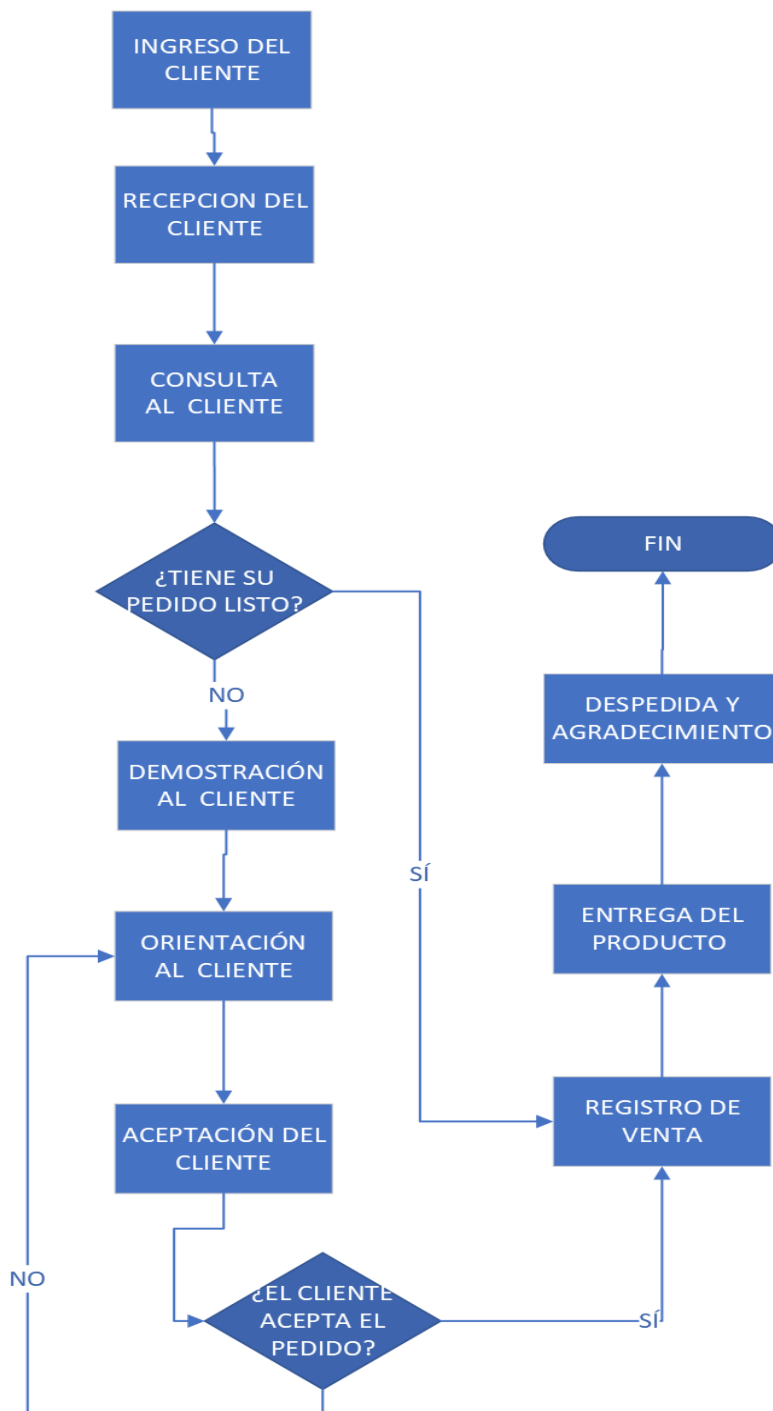 INGRESO DEL
CLIENTE
RECEPCION DEL
CLIENTE
CONSULTA
AL CLIENTE
¿TIENE SU
PEDIDO LISTO?
NO
DEMOSTRACIÓN
AL CLIENTE
ORIENTACIÓN
AL CLIENTE
ACEPTACIÓN DEL
CLIENTE
¿EL CLIENTE
ACEPTA EL
PEDIDO?
NO
SÍ
SÍ
REGISTRO DE
VENTA
ENTREGA DEL
PRODUCTO
DESPEDIDA Y
AGRADECIMIENTO
FIN